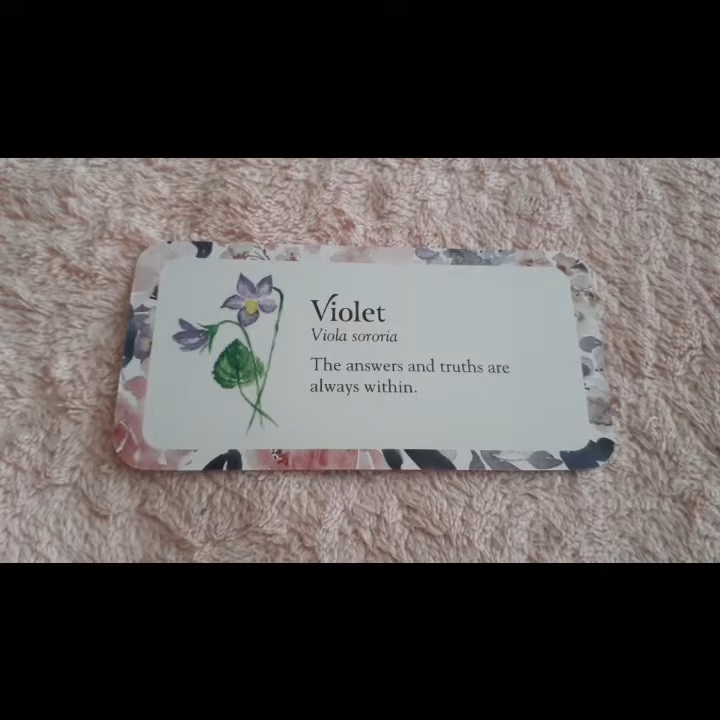 Violet
Viola sororia
The answers and truths are
always within.